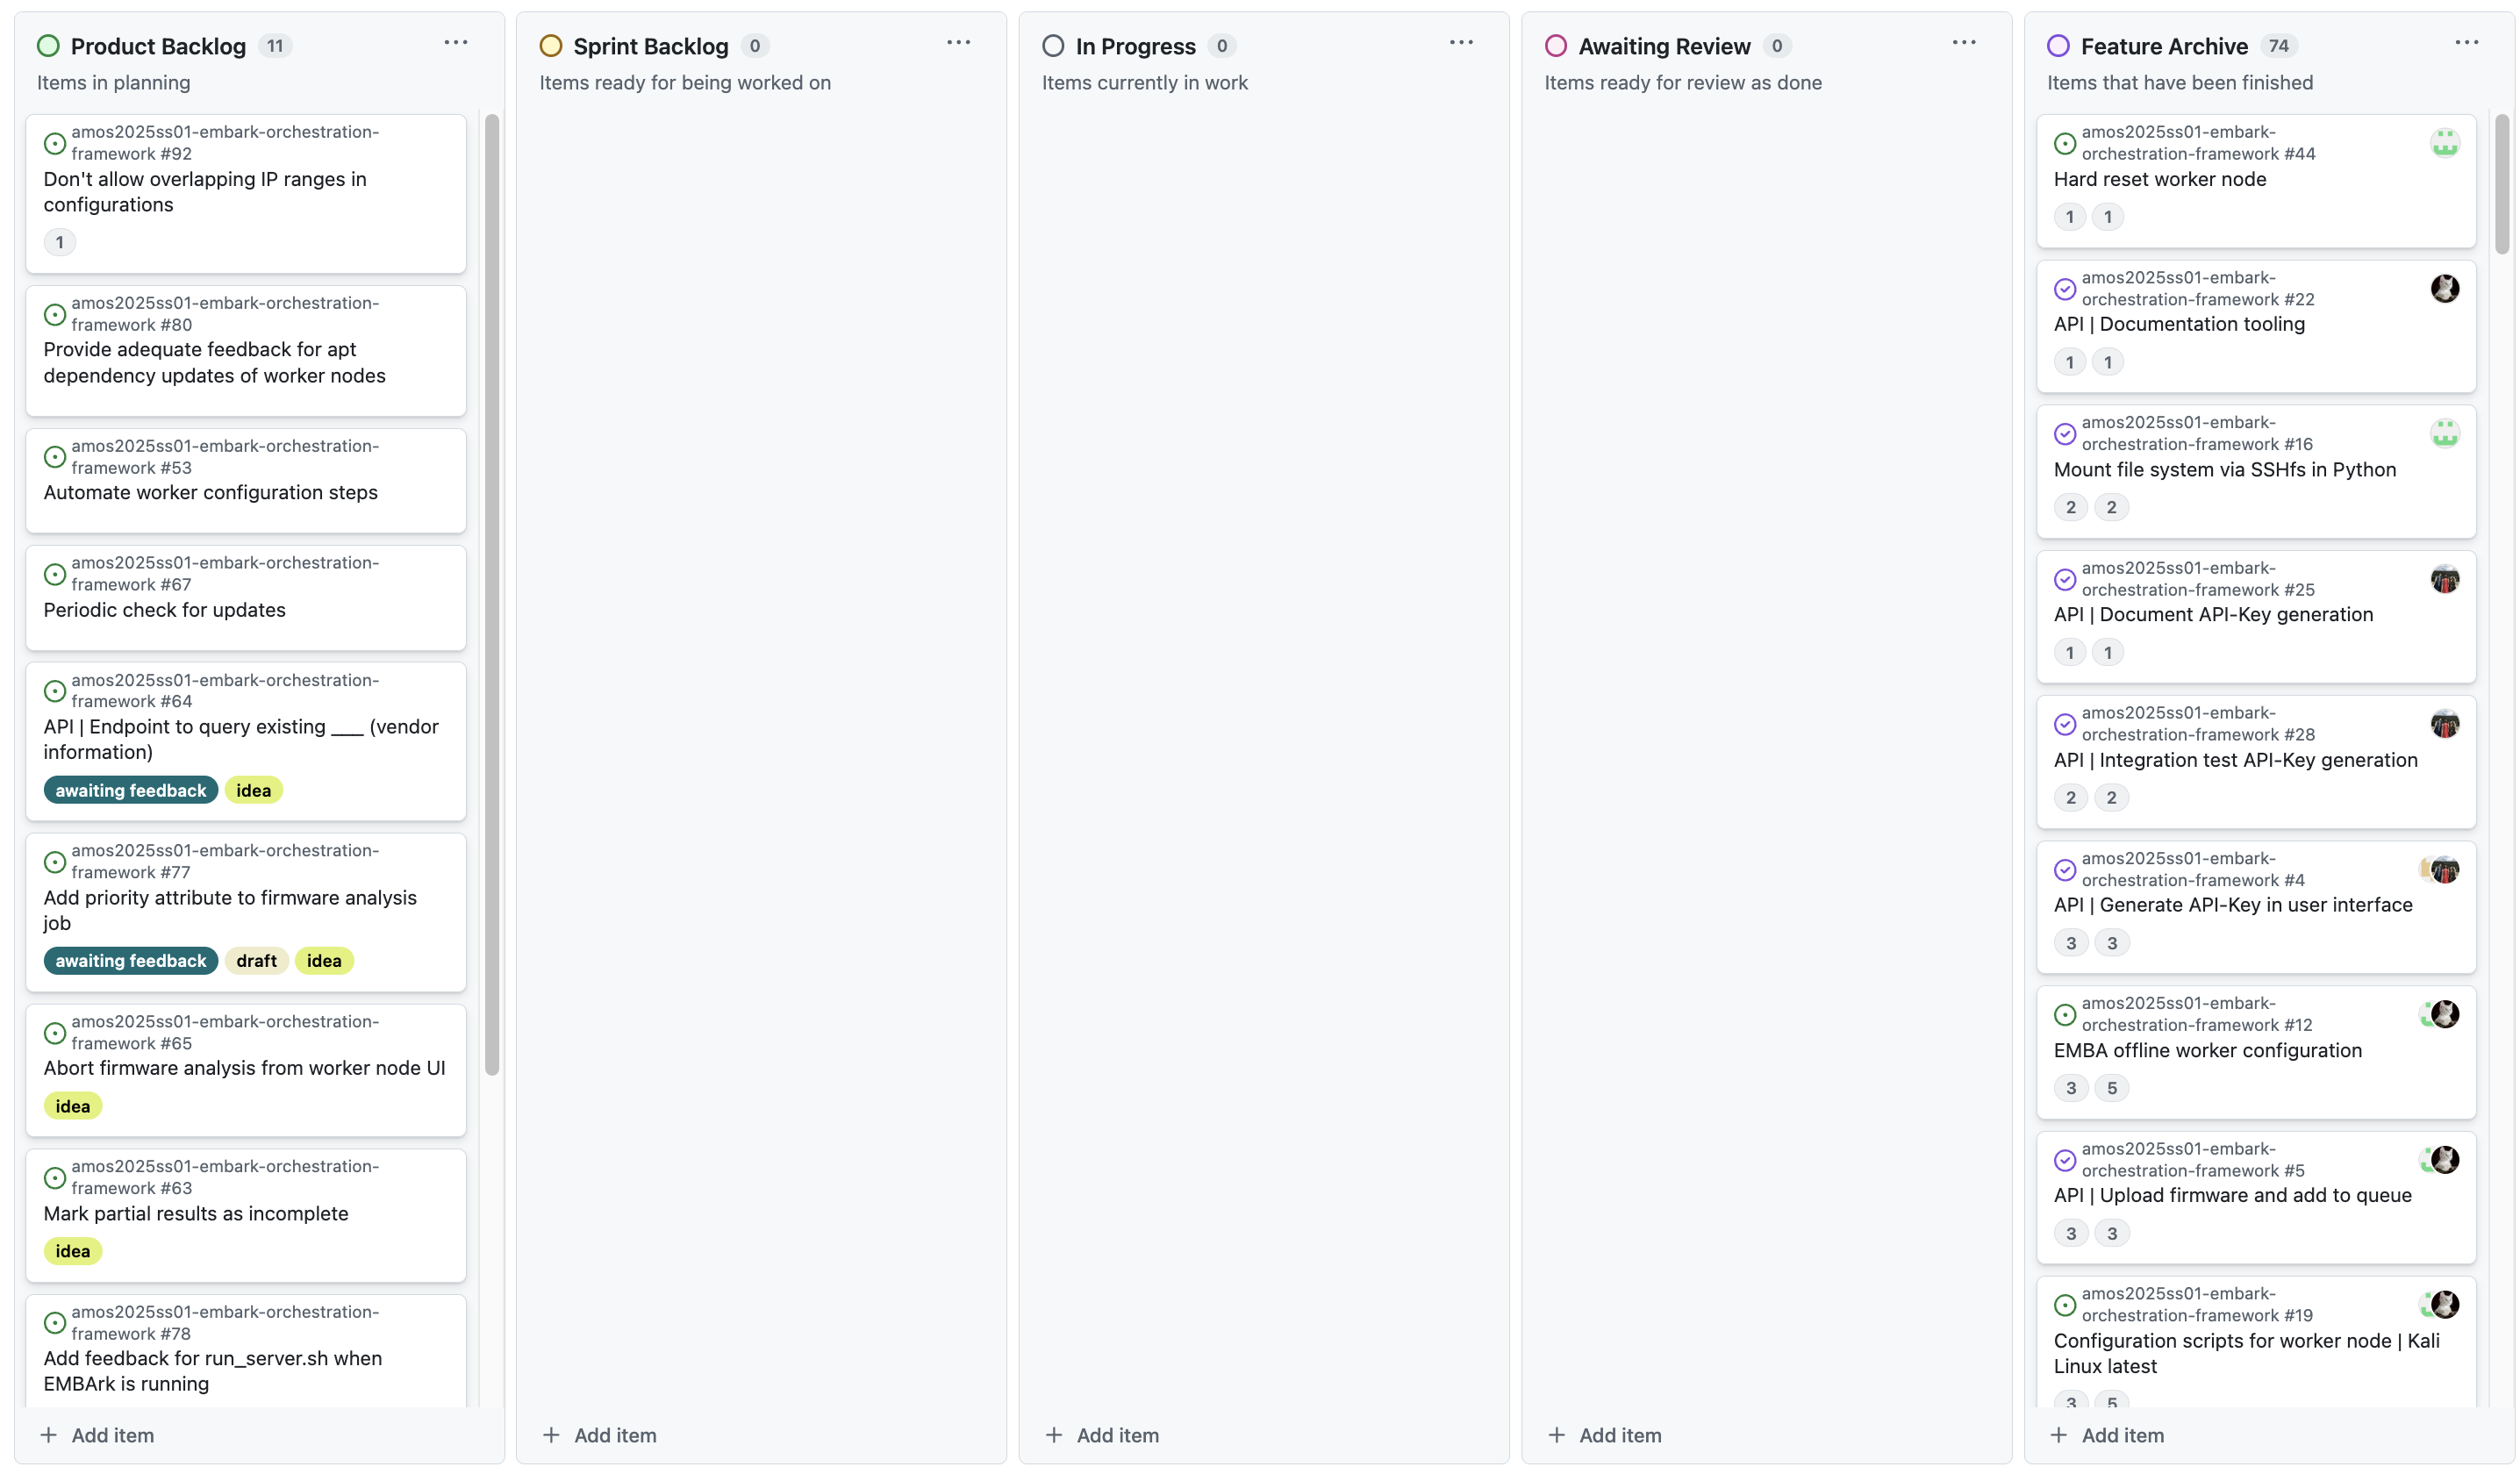 Product Backlog 11
Items in planning
amos2025ss01-embark-orchestration-
framework #92
Don't allow overlapping IP ranges in
configurations
1
amos2025ss01-embark-orchestration-
framework #80
Provide adequate feedback for apt
dependency updates of worker nodes
amos2025ss01-embark-orchestration-
framework #53
Automate worker configuration steps
amos2025ss01-embark-orchestration-
framework #67
Periodic check for updates
amos2025ss01-embark-orchestration-
framework #64
API | Endpoint to query existing ___ (vendor
information)
awaiting feedback idea
amos2025ss01-embark-orchestration-
framework #77
Add priority attribute to firmware analysis
job
awaiting feedback draft idea
amos2025ss01-embark-orchestration-
framework #65
Abort firmware analysis from worker node UI
idea
amos2025ss01-embark-orchestration-
framework #63
Mark partial results as incomplete
idea
amos2025ss01-embark-orchestration-
framework #78
Add feedback for run_server.sh when
EMBArk is running
+ Add item
Sprint Backlog 0
Items ready for being worked on
+ Add item
In Progress 0
Items currently in work
+ Add item
Awaiting Review 0
Items ready for review as done
+ Add item
Feature Archive 74
Items that have been finished
amos2025ss01-embark-
orchestration-framework #44
Hard reset worker node
1 1
amos2025ss01-embark-
orchestration-framework #22
API | Documentation tooling
1 1
amos2025ss01-embark-
orchestration-framework #16
Mount file system via SSHfs in Python
2 2
amos2025ss01-embark-
orchestration-framework #25
API | Document API-Key generation
1 1
amos2025ss01-embark-
orchestration-framework #28
API | Integration test API-Key generation
2 2
amos2025ss01-embark-
orchestration-framework #4
API | Generate API-Key in user interface
3 3
amos2025ss01-embark-
orchestration-framework #12
EMBA offline worker configuration
3 5
amos2025ss01-embark-
orchestration-framework #5
API | Upload firmware and add to queue
3 3
amos2025ss01-embark-
orchestration-framework #19
Configuration scripts for worker node | Kali
Linux latest
3 5
+ Add item